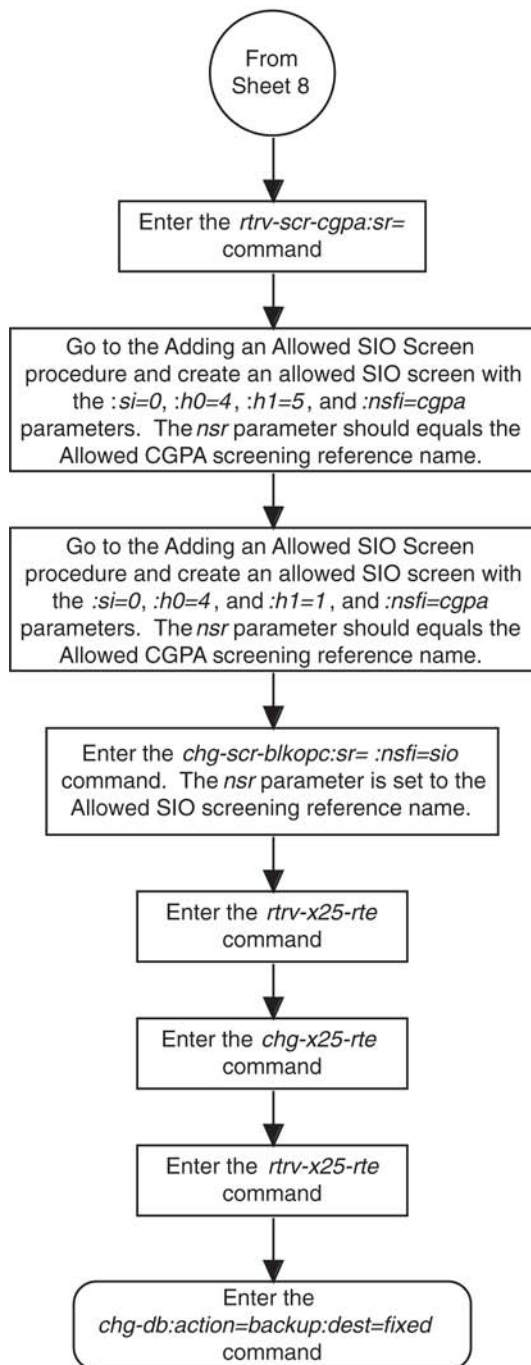 From
Sheet 8
Enter the rtrv-scr-cgpa:sr=
command
Go to the Adding an Allowed SIO Screen
procedure and create an allowed SIO screen with
the :si=0, :h0=4, :h1=5, and :nsfi=cgpa
parameters. The nsr parameter should equals the
Allowed CGPA screening reference name.
Go to the Adding an Allowed SIO Screen
procedure and create an allowed SIO screen with
the :si=0, :h0=4, and :h1=1, and :nsfi=cgpa
parameters. The nsr parameter should equals the
Allowed CGPA screening reference name.
Enter the chg-scr-blkopc:sr= :nsfi=sio
command. The nsr parameter is set to the
Allowed SIO screening reference name.
Enter the rtrv-x25-rte
command
Enter the chg-x25-rte
command
Enter the rtrv-x25-rte
command
Enter the
chg-db:action=backup:dest=fixed
command